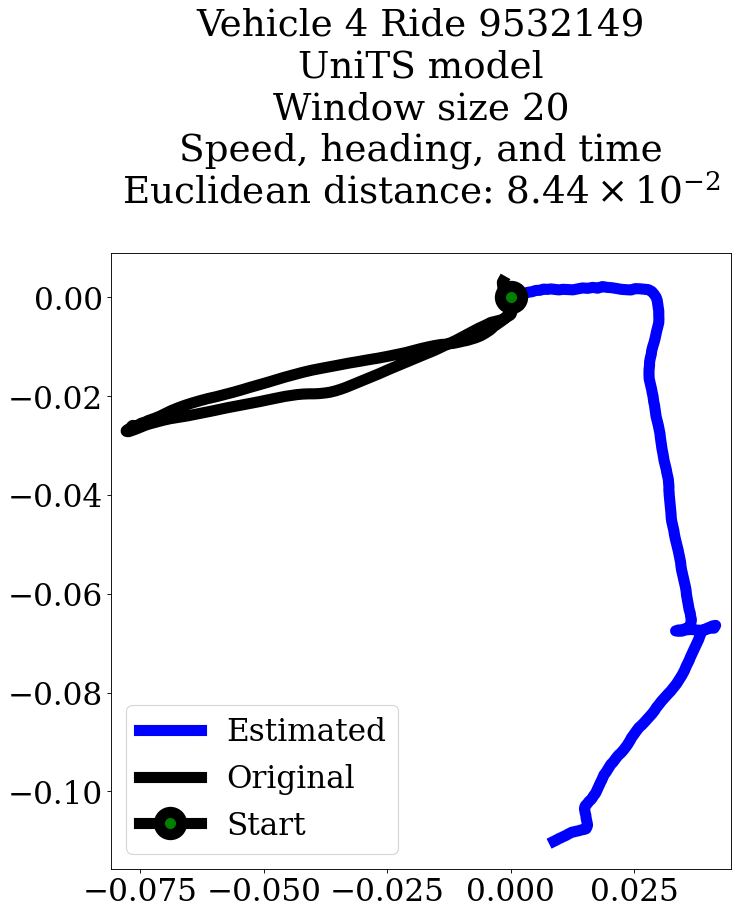 Vehicle 4 Ride 9532149
UniTS model
Window size 20
Speed, heading, and time
Euclidean distance: 8.44 × 10⁻²
0.00
−0.02
−0.04
−0.06
−0.08
−0.10
Estimated
Original
Start
−0.075 −0.050 −0.025 0.000 0.025